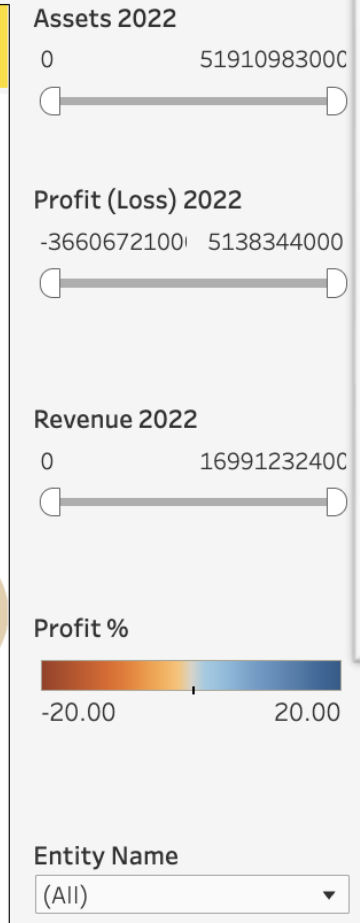 Assets 2022
0 5191098300
Profit (Loss) 2022
-3660672100 5138344000
Revenue 2022
0 1699123240
Profit %
-20.00 20.00
Entity Name
(All)